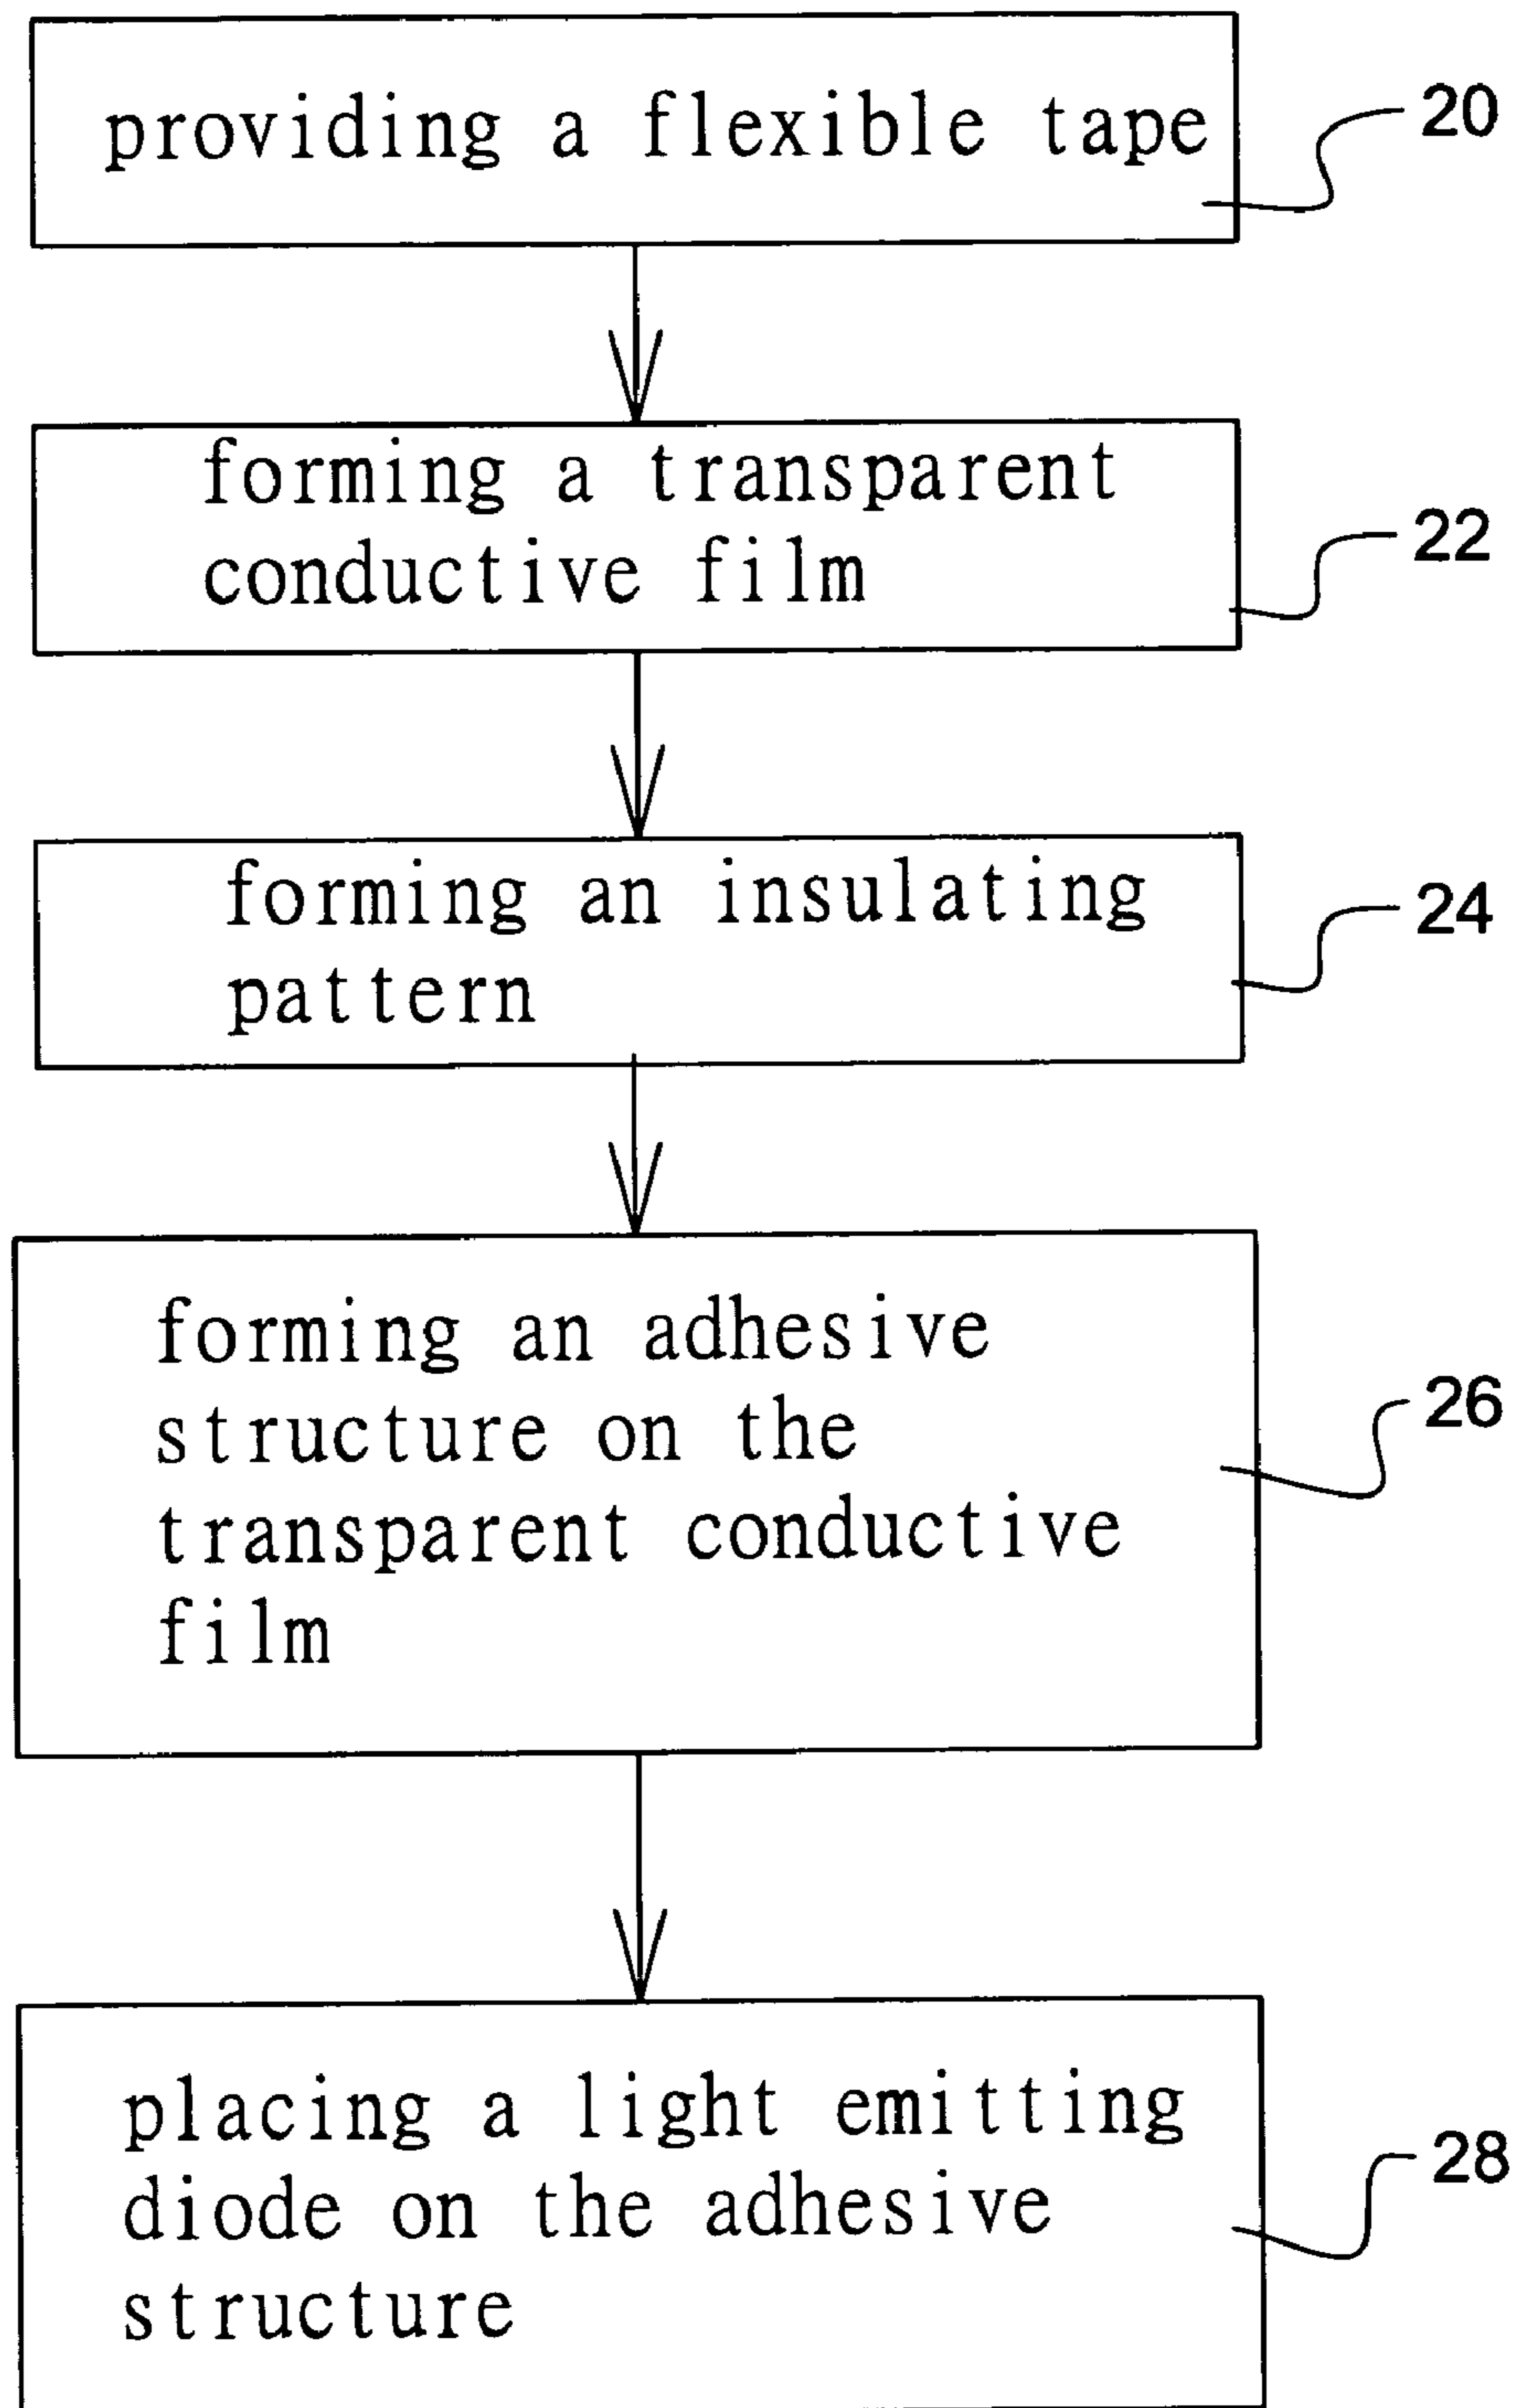 providing a flexible tape
20
forming a transparent
conductive film
22
forming an insulating
pattern
24
forming an adhesive
structure on the
transparent conductive
film
26
placing a light emitting
diode on the adhesive
structure
28